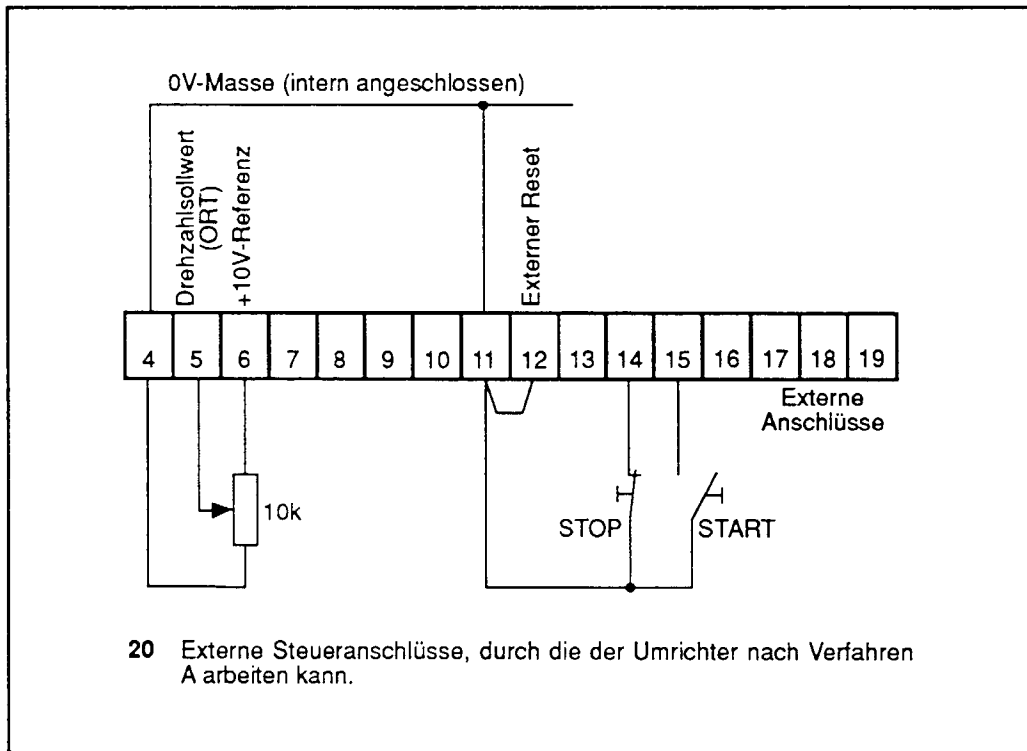 0V-Masse (intern angeschlossen)
Drehzahlsollwert
(ORT)
+10V-Referenz
Externer Reset
4 5 6 7 8 9 10 11 12 13 14 15 16 17 18 19
Externe
Anschlüsse
10k
STOP
START
20 Externe Steueranschlüsse, durch die der Umrichter nach Verfahren
A arbeiten kann.